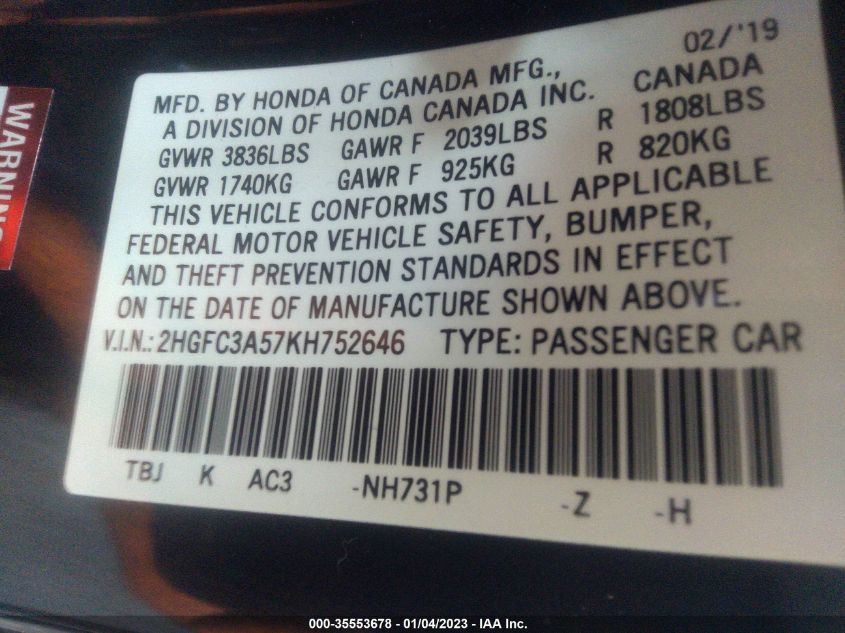 02/'19
MFD. BY HONDA OF CANADA MFG., CANADA
A DIVISION OF HONDA CANADA INC.
GVWR 3836LBS GAWR F 2039LBS R 1808LBS
GVWR 1740KG GAWR F 925KG R 820KG
THIS VEHICLE CONFORMS TO ALL APPLICABLE
FEDERAL MOTOR VEHICLE SAFETY, BUMPER,
AND THEFT PREVENTION STANDARDS IN EFFECT
ON THE DATE OF MANUFACTURE SHOWN ABOVE.
V.I.N.: 2HGFC3A57KH752646 TYPE: PASSENGER CAR
TBJ K AC3 -NH731P -Z -H
WARNING
000-35553678 - 01/04/2023 - IAA Inc.